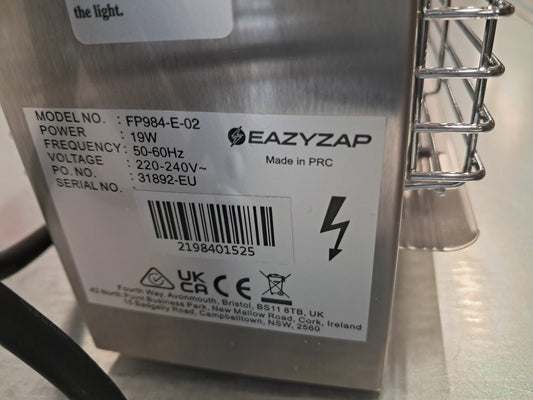 the light.
MODEL NO. : FP984-E-02
POWER : 19W
FREQUENCY: 50-60Hz
VOLTAGE : 220-240V~
PO. NO. : 31892-EU
SERIAL NO. :
EAZYZAP
Made in PRC
2198401525
UK
CA CE
Fourth Way, Avonmouth, Bristol, BS11 8TB, UK
42 North Point Business Park, New Mallow Road, Cork, Ireland
15 Badgally Road, Campbelltown, NSW, 2560